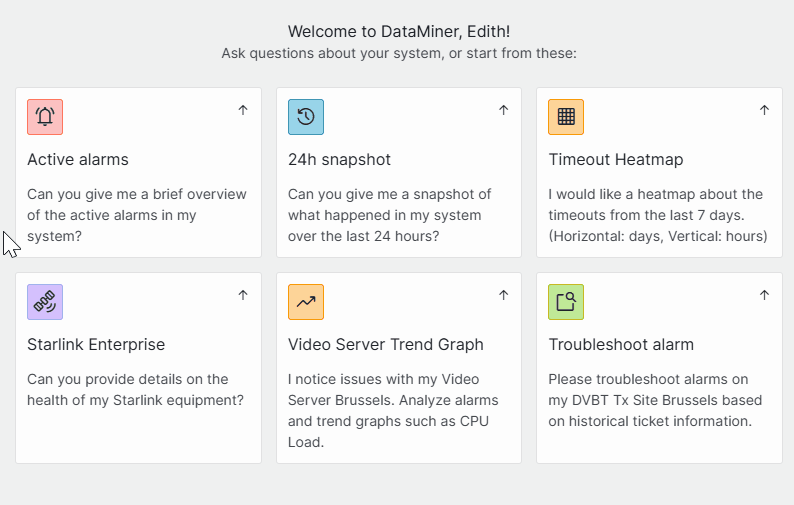 Welcome to DataMiner, Edith!
Ask questions about your system, or start from these:
Active alarms
Can you give me a brief overview
of the active alarms in my
system?
24h snapshot
Can you give me a snapshot of
what happened in my system
over the last 24 hours?
Timeout Heatmap
I would like a heatmap about the
timeouts from the last 7 days.
(Horizontal: days, Vertical: hours)
Starlink Enterprise
Can you provide details on the
health of my Starlink equipment?
Video Server Trend Graph
I notice issues with my Video
Server Brussels. Analyze alarms
and trend graphs such as CPU
Load.
Troubleshoot alarm
Please troubleshoot alarms on
my DVBT Tx Site Brussels based
on historical ticket information.